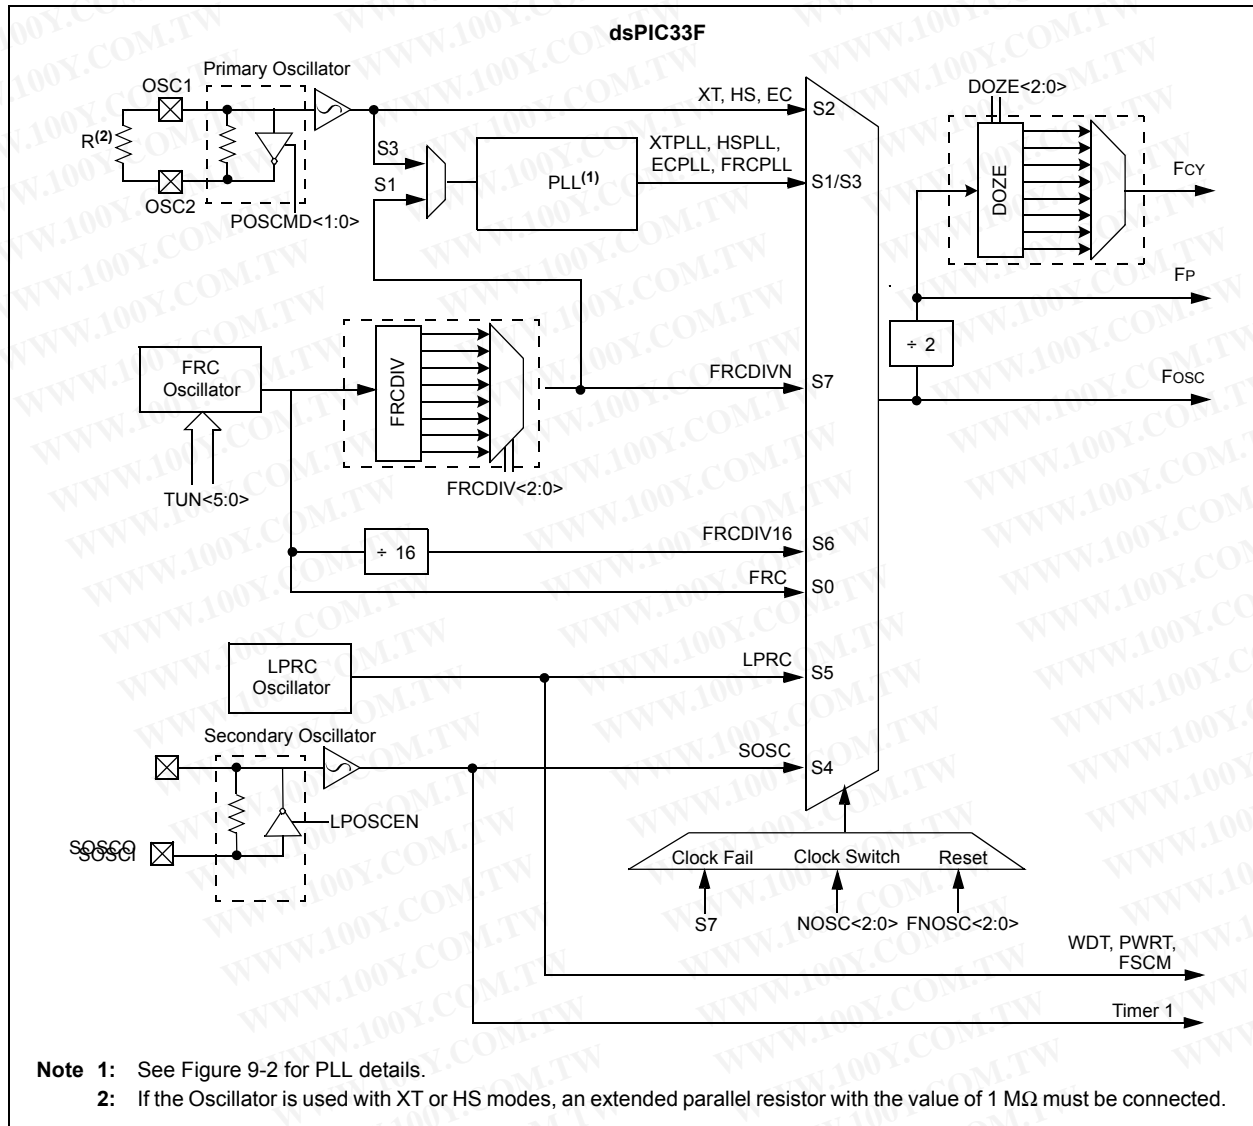 dsPIC33F
Primary Oscillator
OSC1
R(2)
OSC2
POSCMD<1:0>
S3
S1
PLL(1)
XT, HS, EC
XTPLL, HSPLL,
ECPLL, FRCPLL
S2
S1/S3
DOZE<2:0>
DOZE
FCY
FP
÷ 2
FOSC
FRC
Oscillator
TUN<5:0>
FRCDIV
FRCDIV<2:0>
FRCDIVN
S7
÷ 16
FRCDIV16
S6
FRC
S0
LPRC
Oscillator
LPRC
S5
Secondary Oscillator
SOSC
S4
LPOSCEN
SOSCO
SOSCI
Clock Fail
Clock Switch
Reset
S7
NOSC<2:0>
FNOSC<2:0>
WDT, PWRT,
FSCM
Timer 1
Note 1: See Figure 9-2 for PLL details.
2: If the Oscillator is used with XT or HS modes, an extended parallel resistor with the value of 1 MΩ must be connected.
WWW.100Y.COM.TW